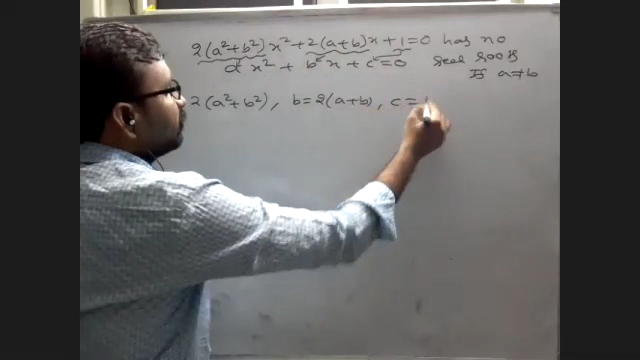 2(a²+b²)x²+2(a+b)x+1=0 has no
real roots
ax²+bx+c=0
If a≠b
2(a²+b²), b=2(a+b), c=1